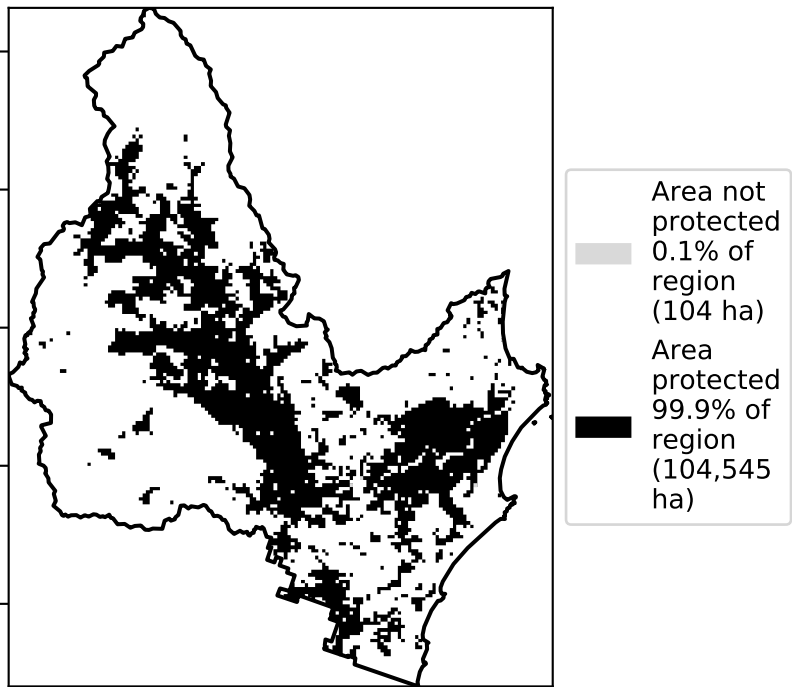 Area not
protected
0.1% of
region
(104 ha)
Area
protected
99.9% of
region
(104,545
ha)